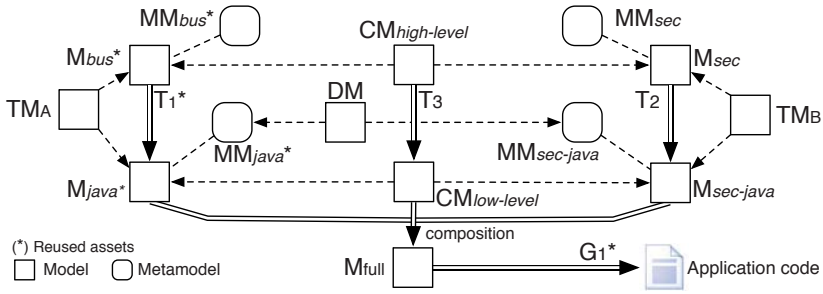 MMbus*
CMhigh-level
MMsec
Mbus*
Msec
TMA
T1*
DM
T3
T2
TMB
MMjava*
MMsec-java
Mjava*
CMlow-level
Msec-java
composition
(*) Reused assets
Model
Metamodel
Mfull
G1*
Application code